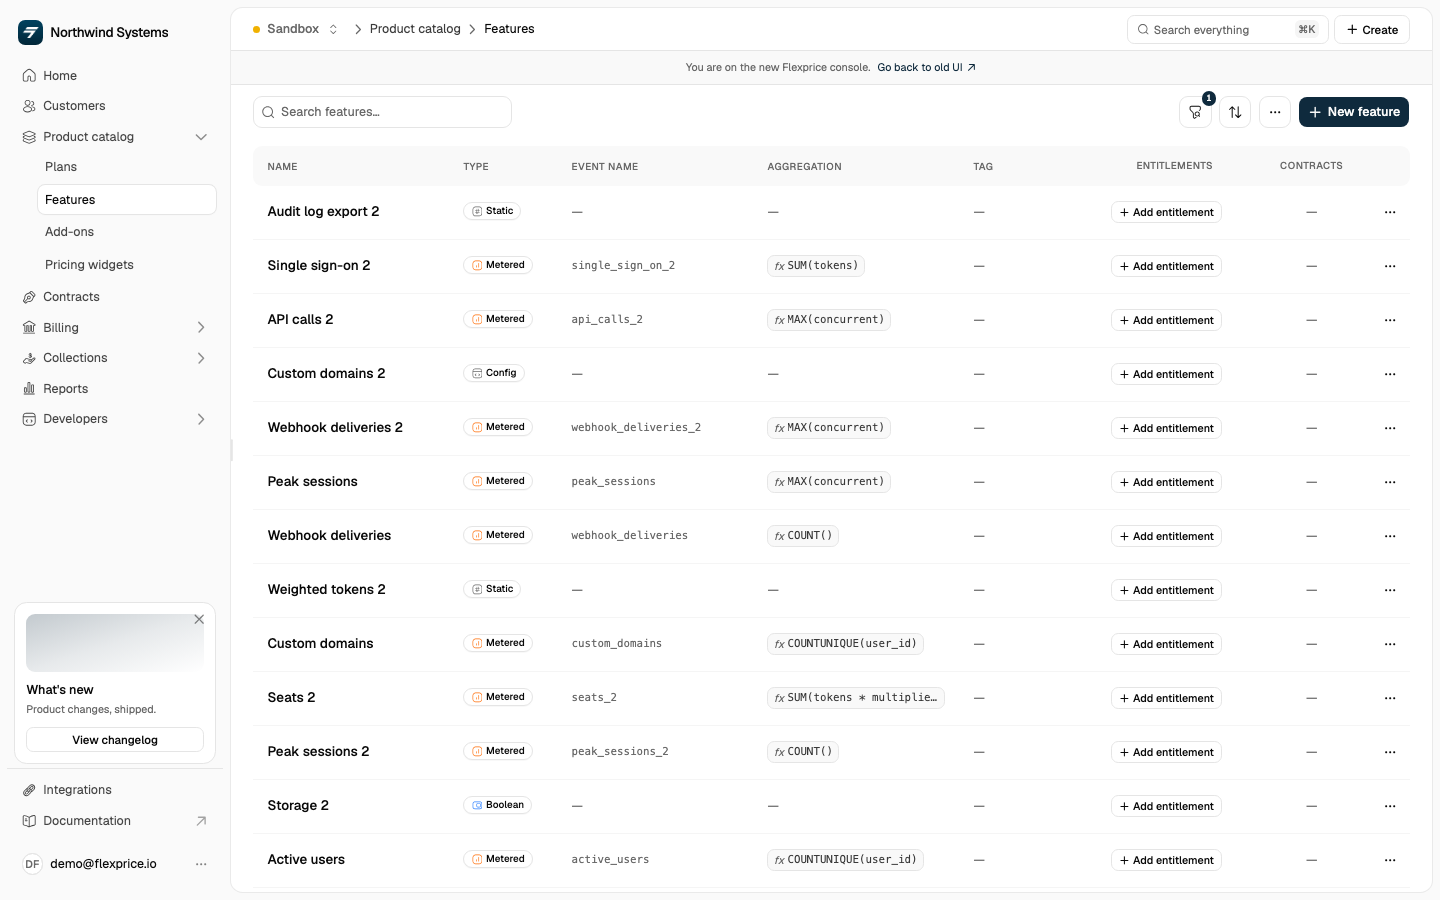 Northwind Systems
Home
Customers
Product catalog
Plans
Features
Add-ons
Pricing widgets
Contracts
Billing
Collections
Reports
Developers
What's new
Product changes, shipped.
View changelog
Integrations
Documentation
DF demo@flexprice.io
Sandbox Product catalog Features
Search everything ⌘K Create
You are on the new Flexprice console. Go back to old UI
Search features...
1
New feature
NAME TYPE EVENT NAME AGGREGATION TAG ENTITLEMENTS CONTRACTS
Audit log export 2 Static — — — Add entitlement —
Single sign-on 2 Metered single_sign_on_2 fx SUM(tokens) — Add entitlement —
API calls 2 Metered api_calls_2 fx MAX(concurrent) — Add entitlement —
Custom domains 2 Config — — — Add entitlement —
Webhook deliveries 2 Metered webhook_deliveries_2 fx MAX(concurrent) — Add entitlement —
Peak sessions Metered peak_sessions fx MAX(concurrent) — Add entitlement —
Webhook deliveries Metered webhook_deliveries fx COUNT() — Add entitlement —
Weighted tokens 2 Static — — — Add entitlement —
Custom domains Metered custom_domains fx COUNTUNIQUE(user_id) — Add entitlement —
Seats 2 Metered seats_2 fx SUM(tokens * multiplie… — Add entitlement —
Peak sessions 2 Metered peak_sessions_2 fx COUNT() — Add entitlement —
Storage 2 Boolean — — — Add entitlement —
Active users Metered active_users fx COUNTUNIQUE(user_id) — Add entitlement —